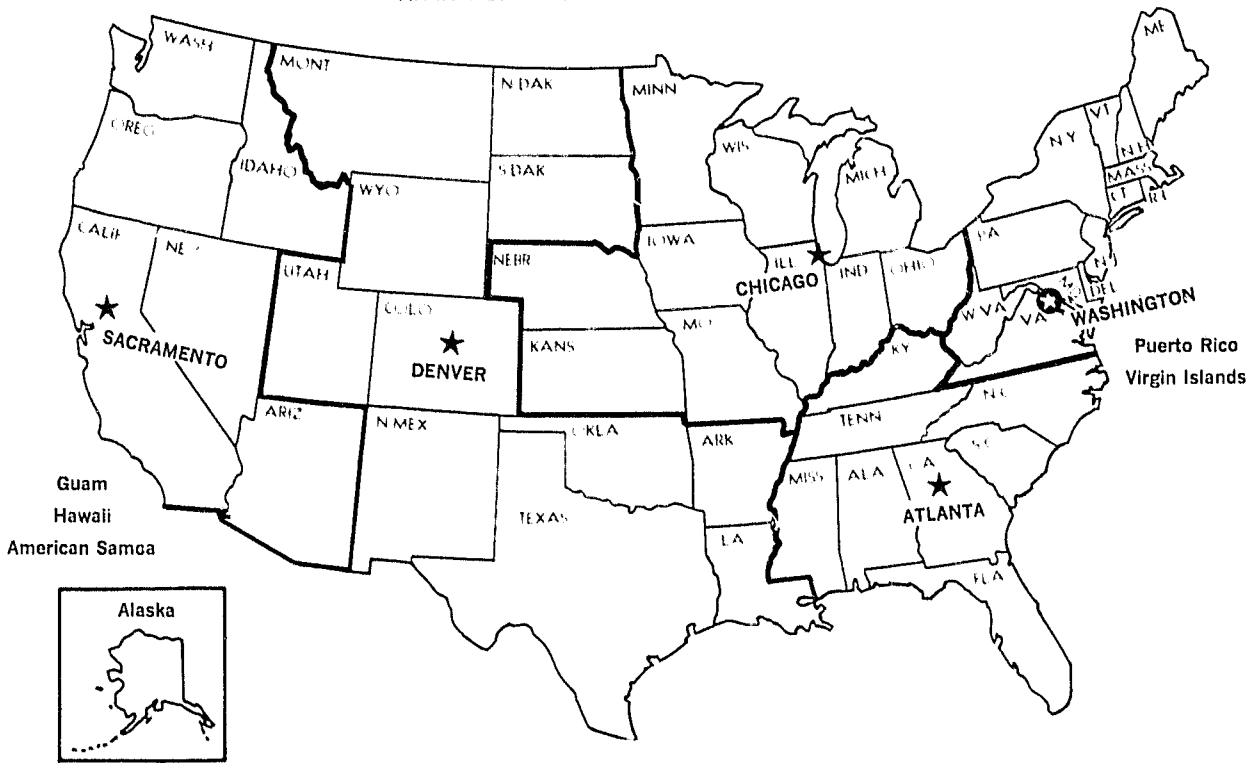 WASH
MONT
N DAK
MINN
ME
OREG
IDAHO
WYO
S DAK
WIS
MICH
N Y
VT
N H
MASS
CT
R I
CALIF
UTAH
NEBR
IOWA
ILL
IND
OHIO
PA
N J
DEL
CHICAGO
COLO
DENVER
KANS
MO
KY
W VA
VA
WASHINGTON
SACRAMENTO
Puerto Rico
Virgin Islands
ARIZ
N MEX
OKLA
ARK
TENN
N C
S C
MISS
ALA
ATLANTA
TEXAS
LA
FLA
Guam
Hawaii
American Samoa
Alaska